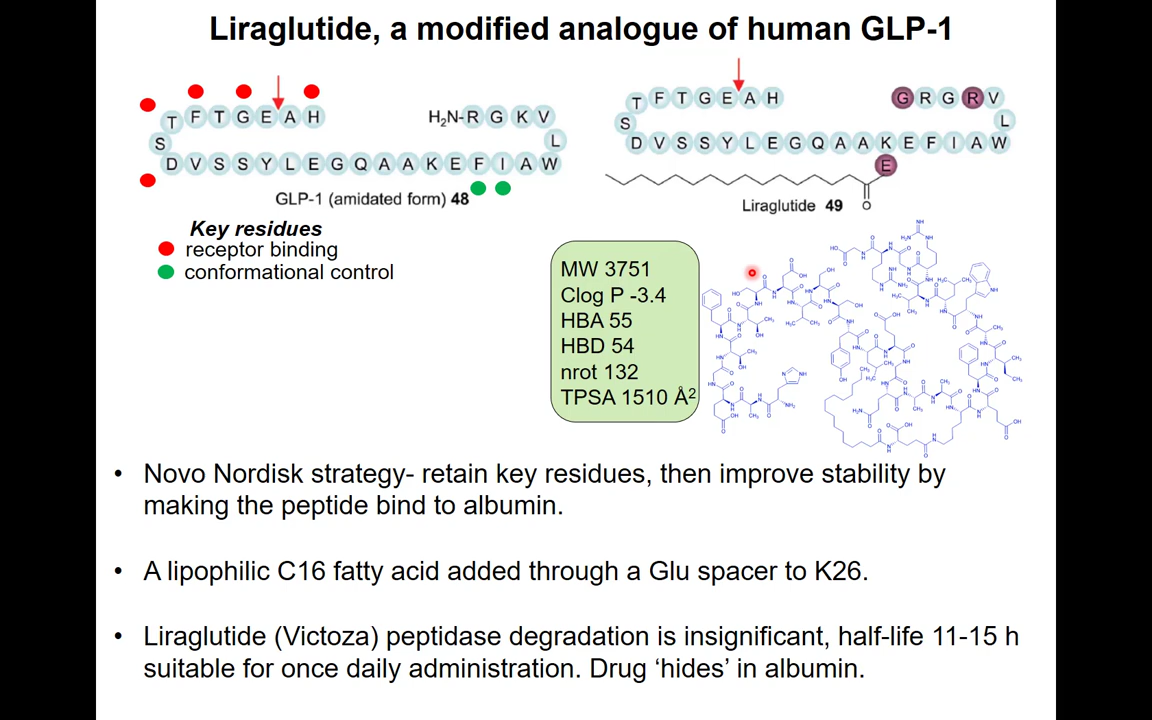 Liraglutide, a modified analogue of human GLP-1
T F T G E A H
S
D V S S Y L E G Q A A K E F I A W
L
H2N-R G K V
GLP-1 (amidated form) 48
T F T G E A H
S
D V S S Y L E G Q A A K E F I A W
L
G R G R V
E
O
Liraglutide 49
Key residues
receptor binding
conformational control
MW 3751
Clog P -3.4
HBA 55
HBD 54
nrot 132
TPSA 1510 Å2
• Novo Nordisk strategy- retain key residues, then improve stability by
making the peptide bind to albumin.
• A lipophilic C16 fatty acid added through a Glu spacer to K26.
• Liraglutide (Victoza) peptidase degradation is insignificant, half-life 11-15 h
suitable for once daily administration. Drug ‘hides’ in albumin.